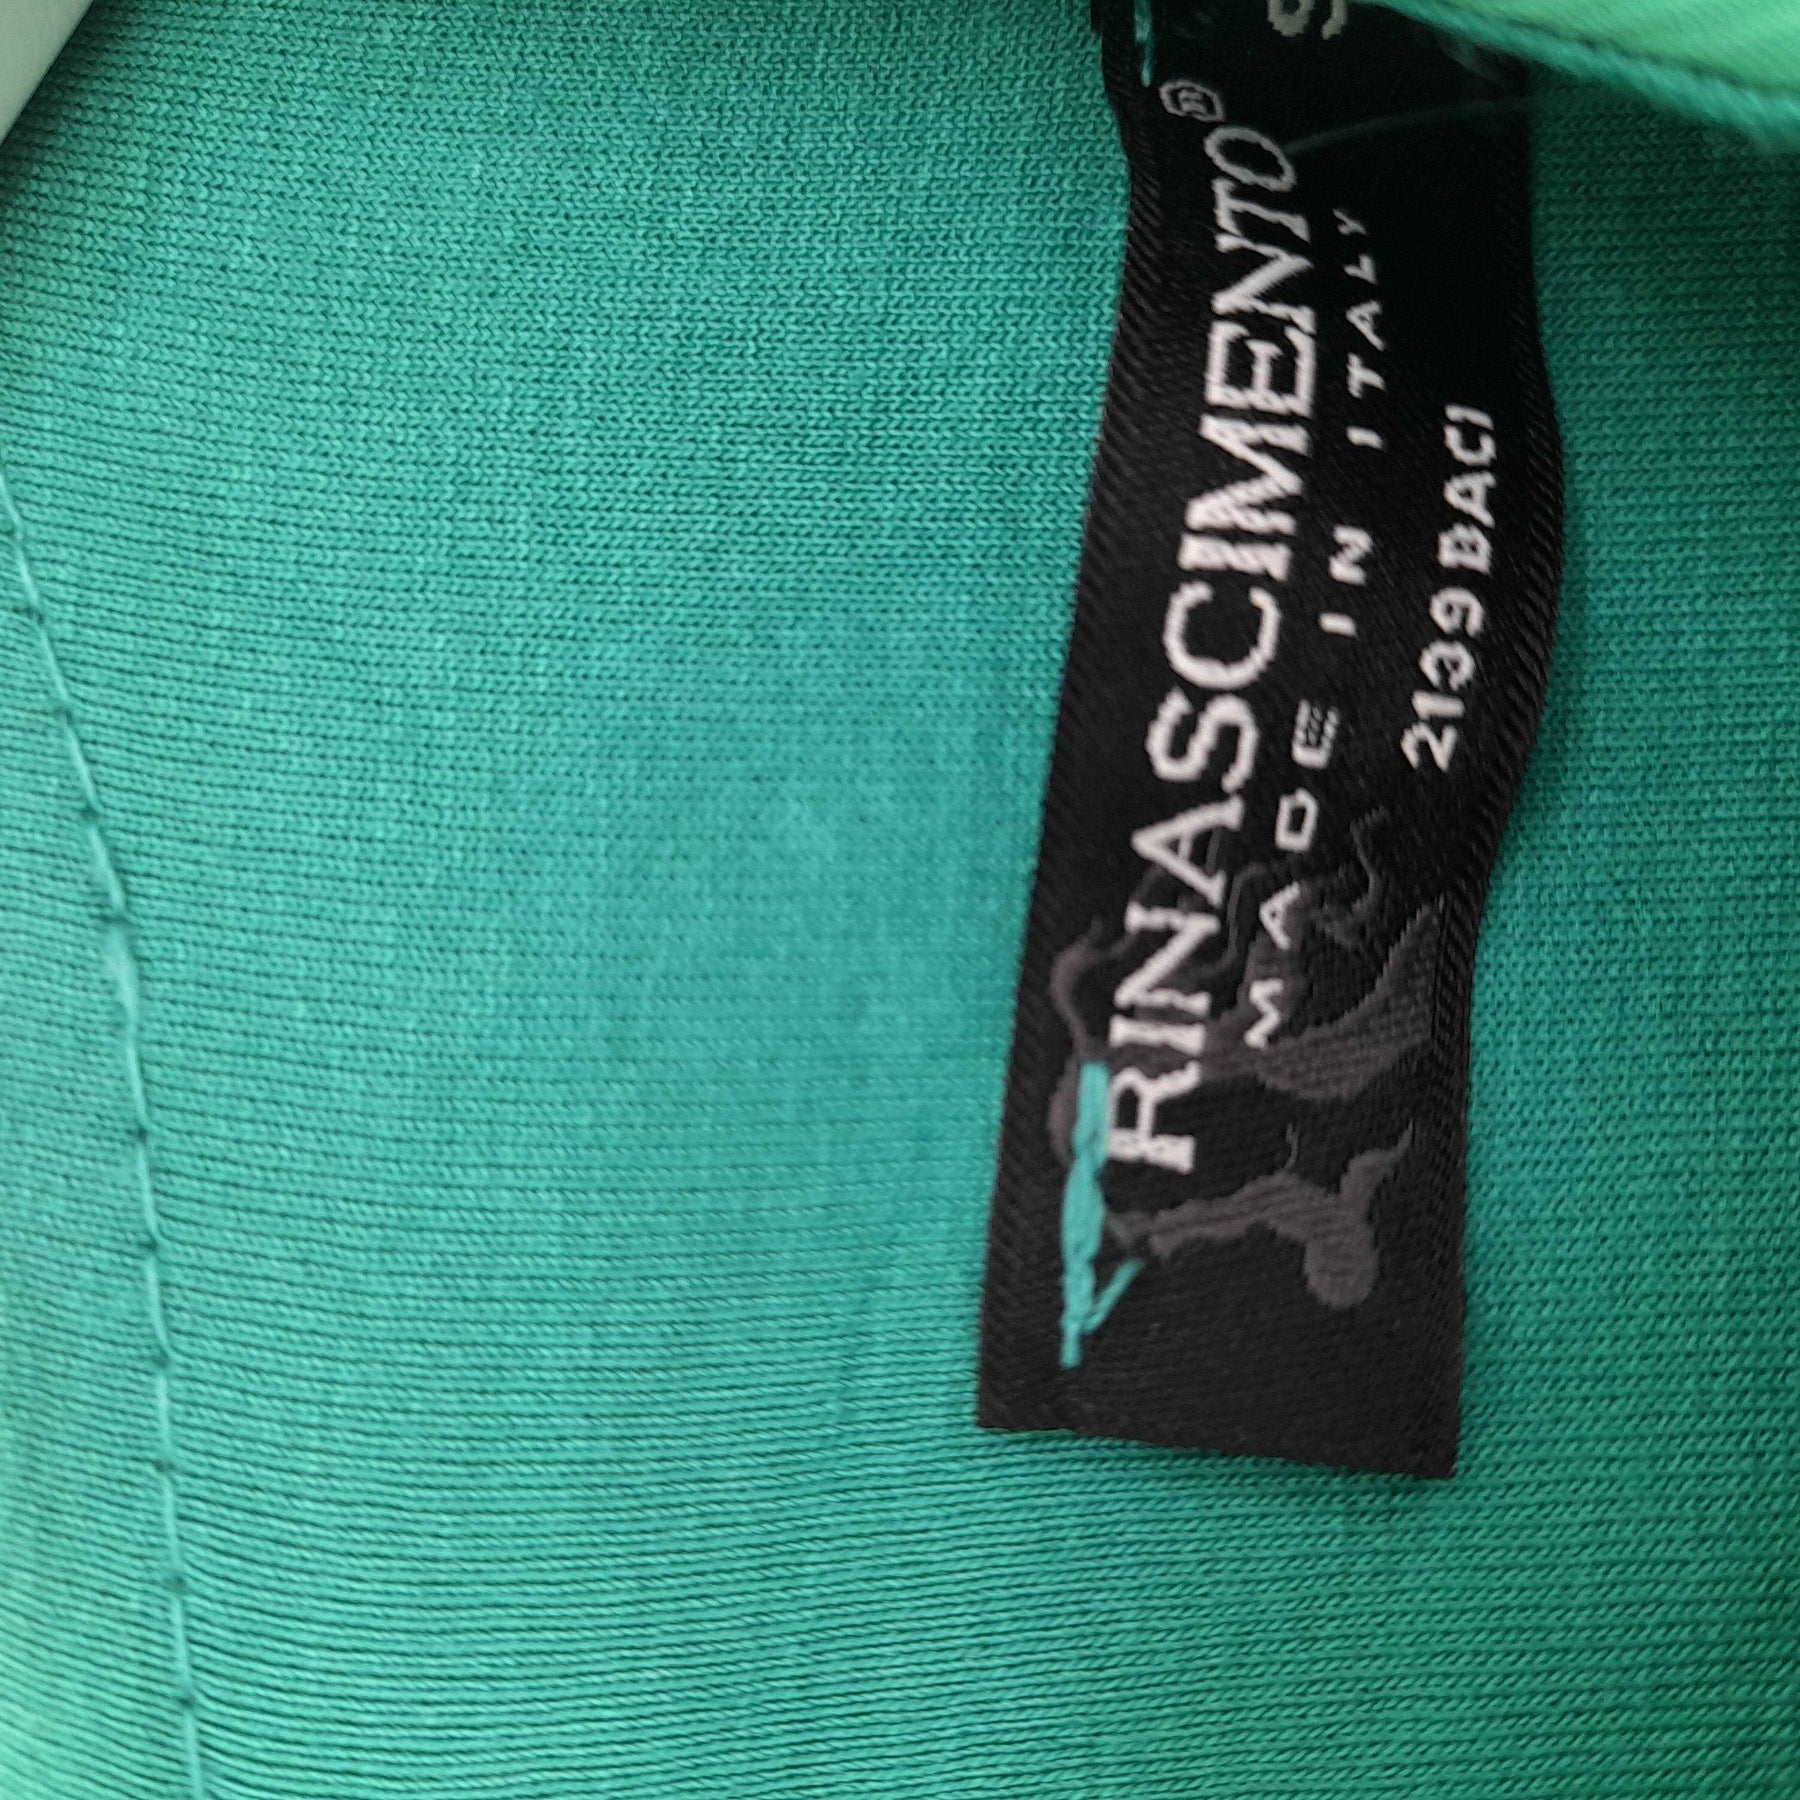 RINASCIMENTO®
MADE IN ITALY
2139 BACI
S